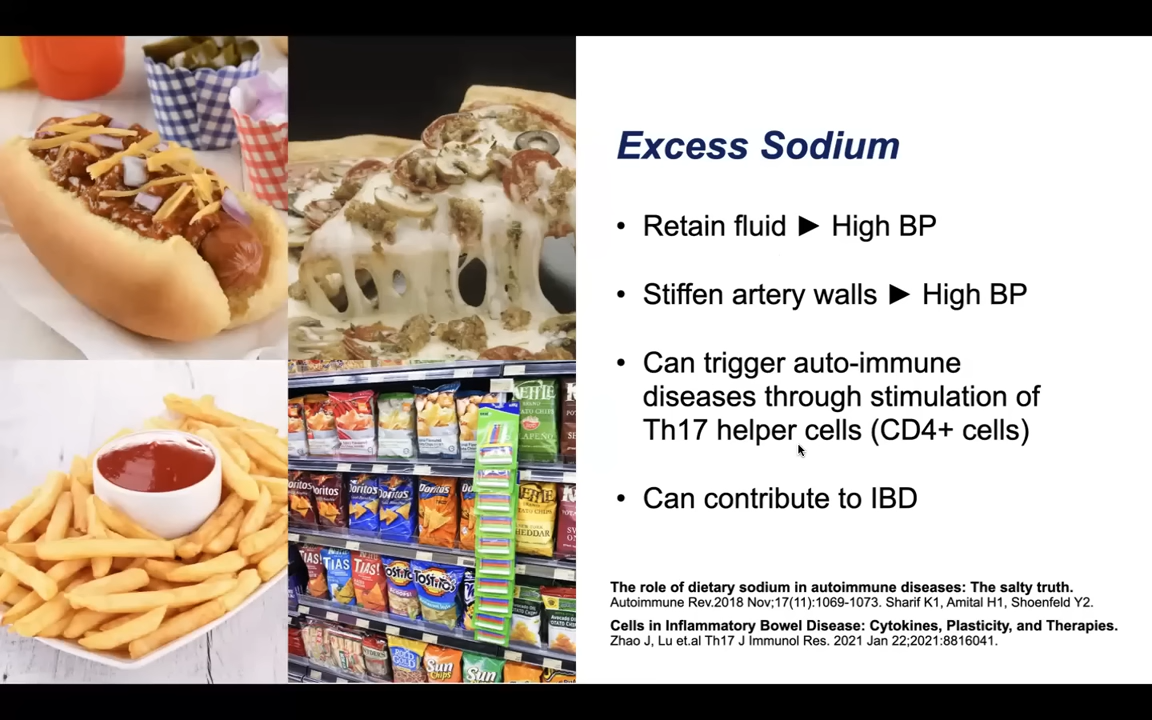 Excess Sodium
• Retain fluid ► High BP
• Stiffen artery walls ► High BP
• Can trigger auto-immune
diseases through stimulation of
Th17 helper cells (CD4+ cells)
• Can contribute to IBD
The role of dietary sodium in autoimmune diseases: The salty truth.
Autoimmune Rev.2018 Nov;17(11):1069-1073. Sharif K1, Amital H1, Shoenfeld Y2.
Cells in Inflammatory Bowel Disease: Cytokines, Plasticity, and Therapies.
Zhao J, Lu et.al Th17 J Immunol Res. 2021 Jan 22;2021:8816041.
KETTLE
Doritos
Doritos
Doritos
TOSTITOS
Sun
Chips
Sun